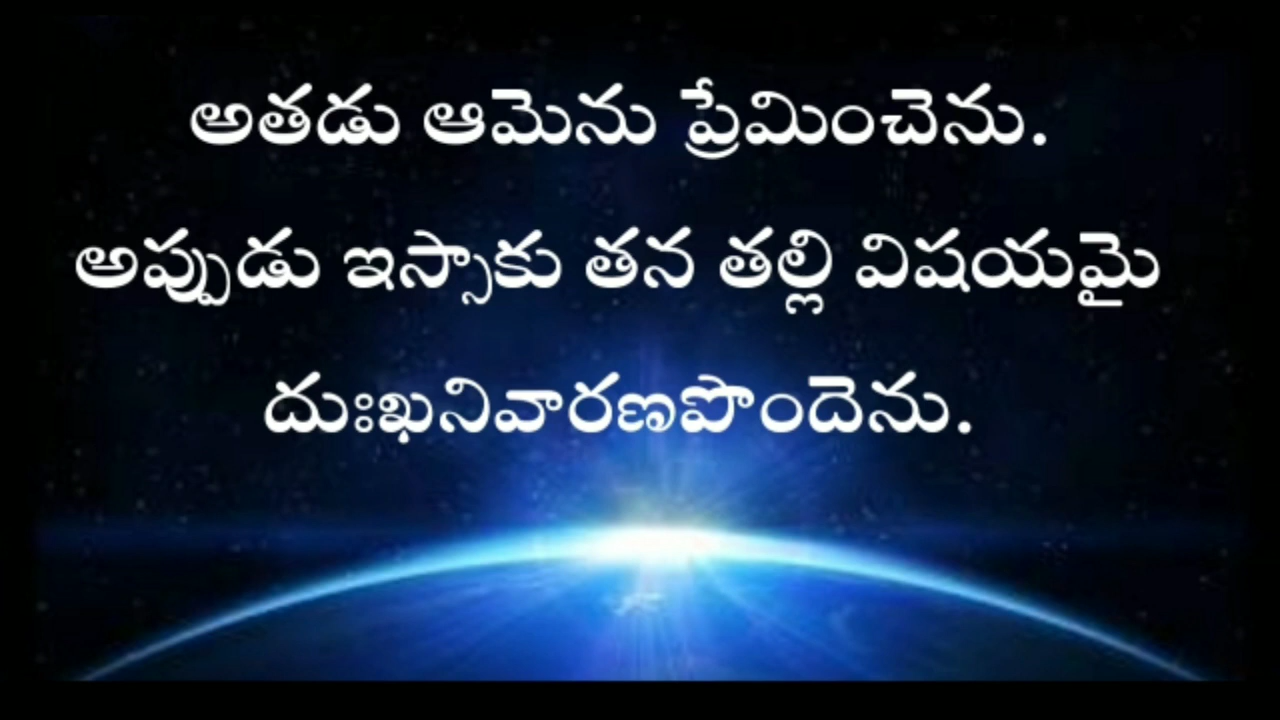 అతడు ఆమెను ప్రేమించెను.
అప్పుడు ఇస్సాకు తన తల్లి విషయమై
దుఃఖనివారణపొందెను.